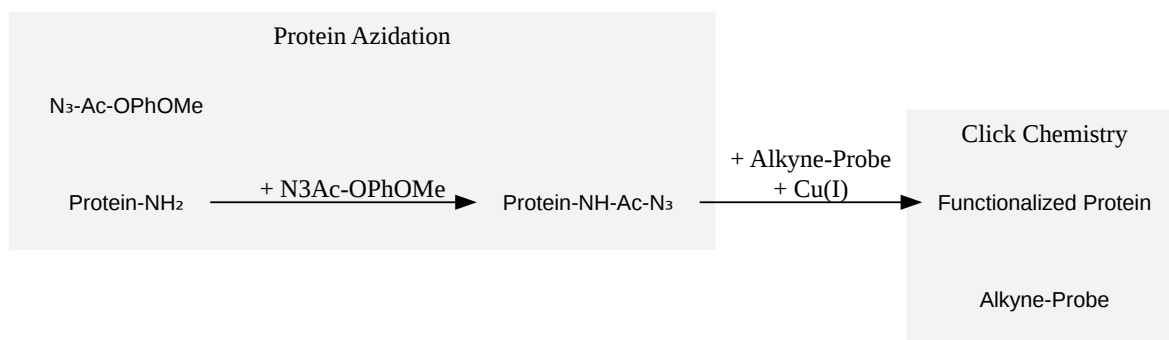 Protein Azidation
N₃-Ac-OPhOMe
Protein-NH₂
+ N3Ac-OPhOMe
Protein-NH-Ac-N₃
+ Alkyne-Probe
+ Cu(I)
Click Chemistry
Functionalized Protein
Alkyne-Probe